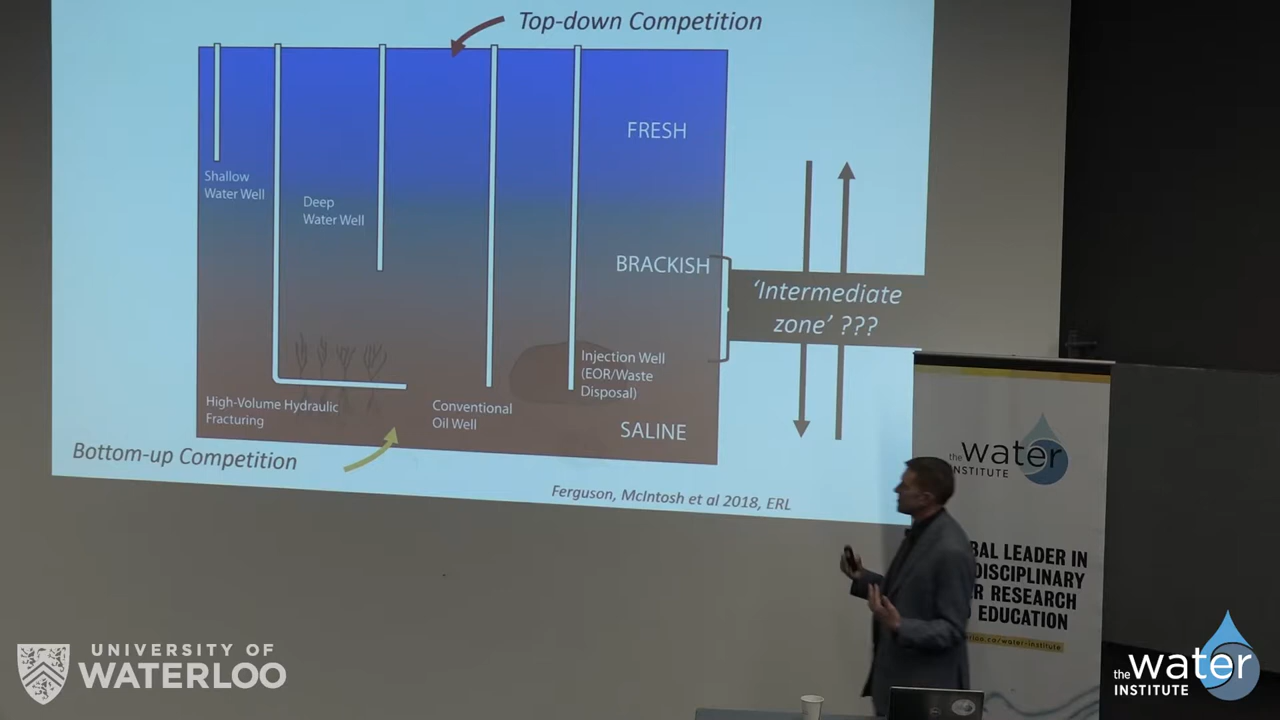 Top-down Competition
FRESH
Shallow
Water Well
Deep
Water Well
BRACKISH
'Intermediate
zone' ???
Injection Well
(EOR/Waste
Disposal)
High-Volume Hydraulic
Fracturing
Conventional
Oil Well
SALINE
Bottom-up Competition
Ferguson, McIntosh et al 2018, ERL
the water
INSTITUTE
LEADER IN
RESEARCH
EDUCATION
UNIVERSITY OF
WATERLOO
the water
INSTITUTE